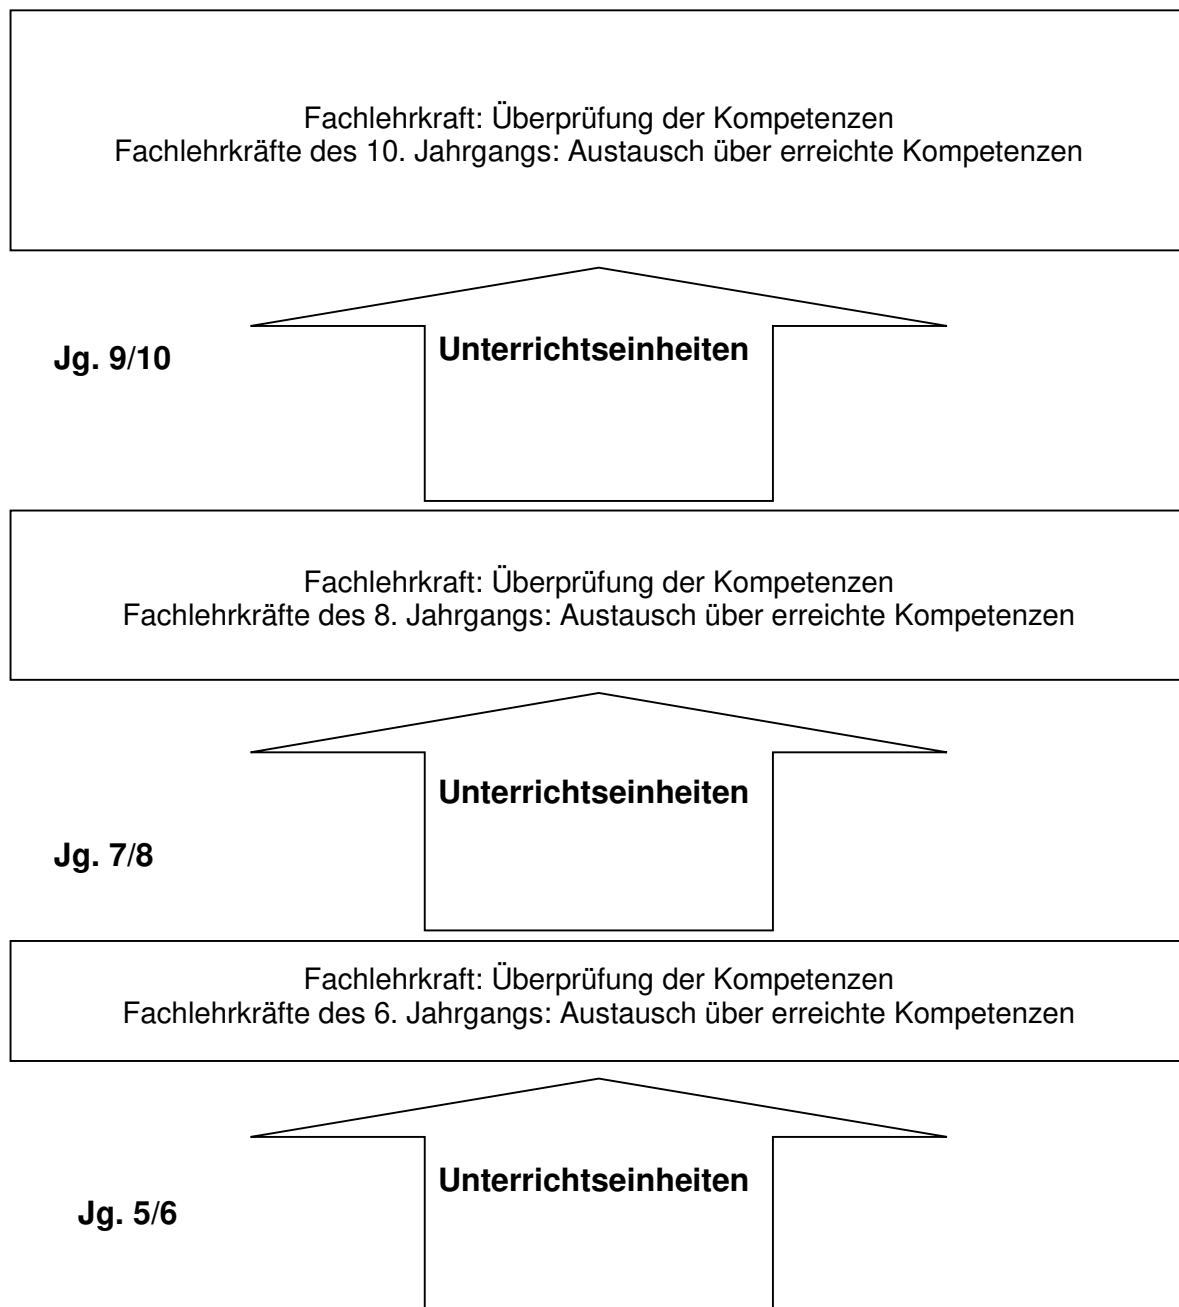 Fachlehrkraft: Überprüfung der Kompetenzen
Fachlehrkräfte des 10. Jahrgangs: Austausch über erreichte Kompetenzen
Unterrichtseinheiten
Jg. 9/10
Fachlehrkraft: Überprüfung der Kompetenzen
Fachlehrkräfte des 8. Jahrgangs: Austausch über erreichte Kompetenzen
Unterrichtseinheiten
Jg. 7/8
Fachlehrkraft: Überprüfung der Kompetenzen
Fachlehrkräfte des 6. Jahrgangs: Austausch über erreichte Kompetenzen
Unterrichtseinheiten
Jg. 5/6